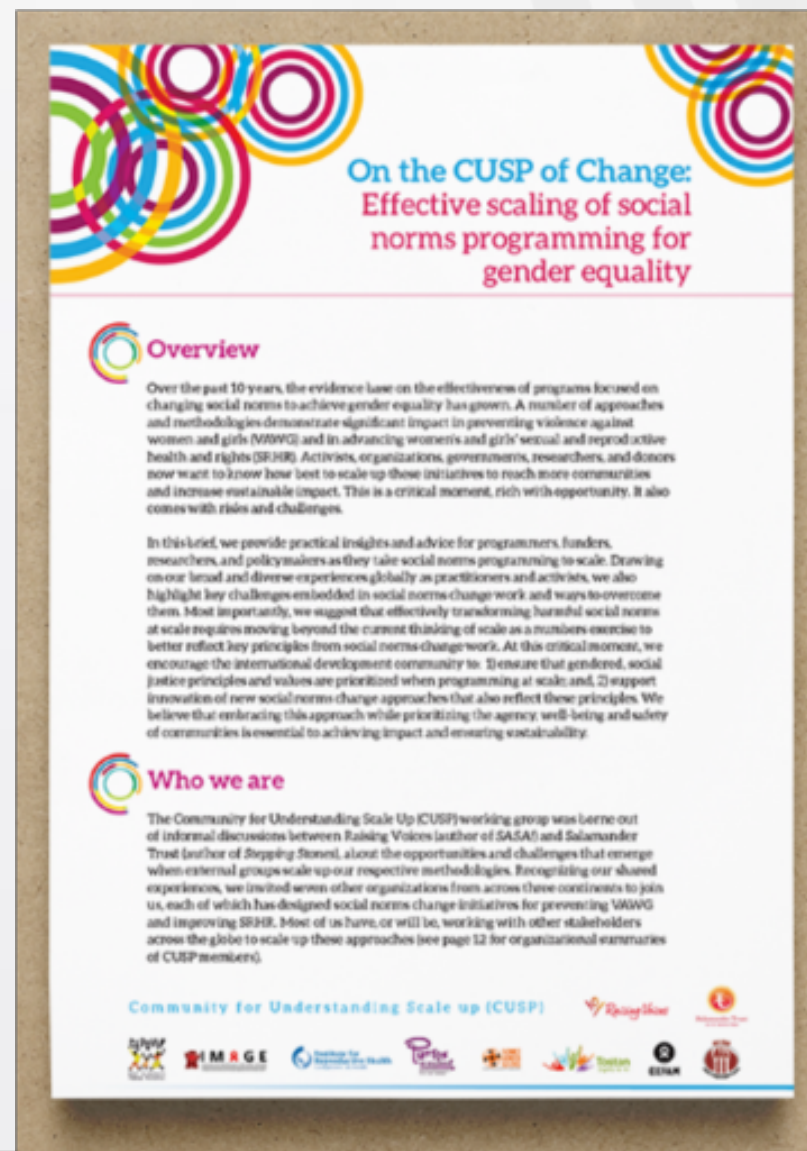 On the CUSP of Change:
Effective scaling of social
norms programming for
gender equality
Overview
Over the past 10 years, the evidence base on the effectiveness of programs focused on
changing social norms to achieve gender equality has grown. A number of approaches
and methodologies demonstrate significant impact in preventing violence against
women and girls (VAWG) and in advancing women's and girls' sexual and reproductive
health and rights (SRHR). Activists, organizations, governments, researchers, and donors
now want to know how best to scale up these initiatives to reach more communities
and increase sustainable impact. This is a critical moment, rich with opportunity. It also
comes with risks and challenges.
In this brief, we provide practical insights and advice for programmers, funders,
researchers, and policymakers as they take social norms programming to scale. Drawing
on our broad and diverse experiences globally as practitioners and activists, we also
highlight key challenges embedded in social norms change work and ways to overcome
them. Most importantly, we suggest that effectively transforming harmful social norms
at scale requires moving beyond the current thinking of scale as a numbers exercise to
better reflect key principles from social norms change work. At this critical moment, we
encourage the international development community to: 1) ensure that gendered, social
justice principles and values are prioritized when programming at scale; and, 2) support
innovation of new social norms change approaches that also reflect these principles. We
believe that embracing this approach while prioritizing the agency, well-being and safety
of communities is essential to achieving impact and ensuring sustainability.
Who we are
The Community for Understanding Scale Up (CUSP) working group was borne out
of informal discussions between Raising Voices (author of SASA!) and Salamander
Trust (author of Stepping Stones), about the opportunities and challenges that emerge
when external groups scale up our respective methodologies. Recognizing our shared
experiences, we invited seven other organizations from across three continents to join
us, each of which has designed social norms change initiatives for preventing VAWG
and improving SRHR. Most of us have, or will be, working with other stakeholders
across the globe to scale up these approaches (see page 12 for organizational summaries
of CUSP members).
Community for Understanding Scale up (CUSP)
Raising Voices
Salamander Trust
IMAGE
Institute for
Reproductive Health
Tostan
OXFAM